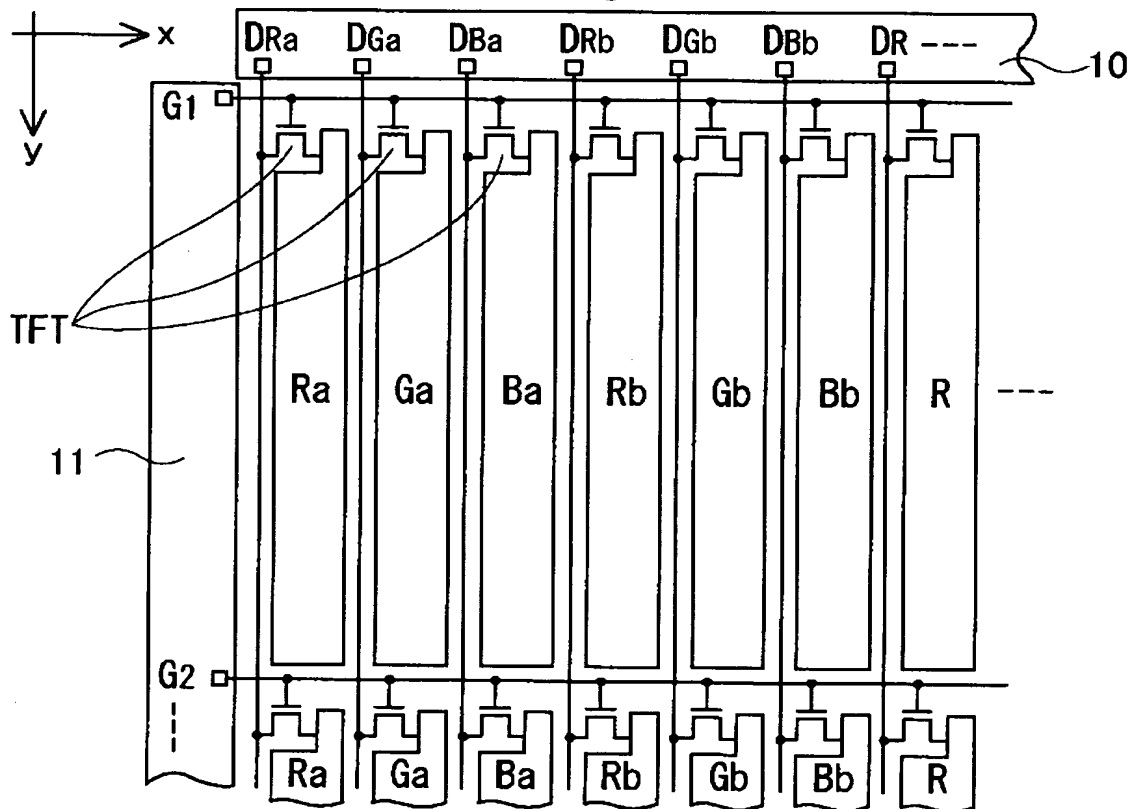 x DRa DGa DBa DRb DGb DBb DR ----
10
G1
y
TFT
Ra Ga Ba Rb Gb Bb R ---
11
G2
Ra Ga Ba Rb Gb Bb R